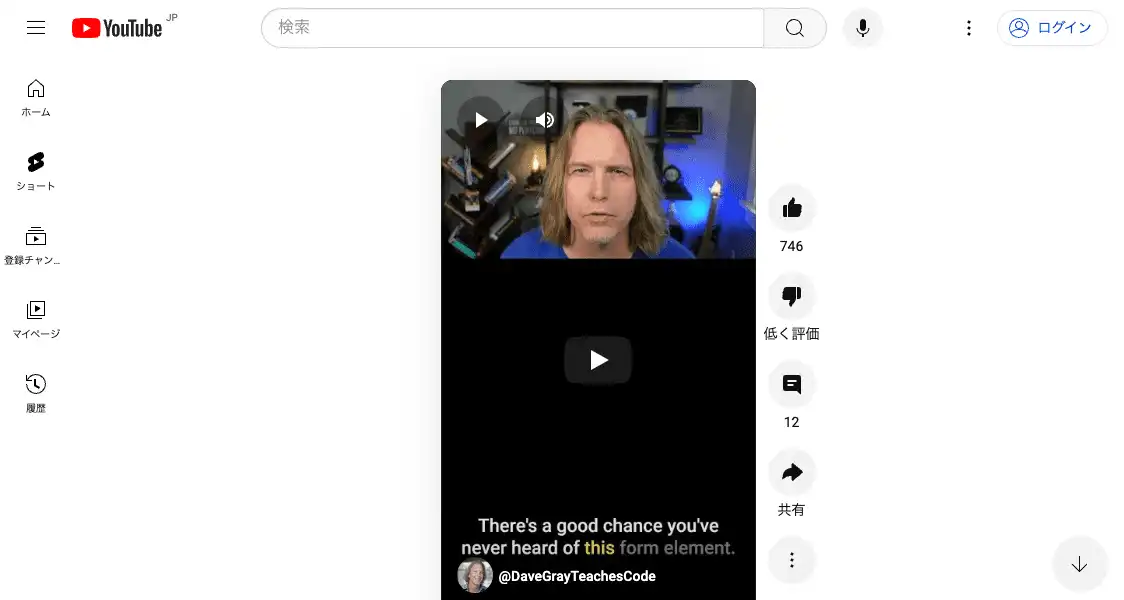 YouTube JP
検索
ログイン
ホーム
ショート
登録チャン...
マイページ
履歴
746
低く評価
12
共有
There's a good chance you've
never heard of this form element.
@DaveGrayTeachesCode